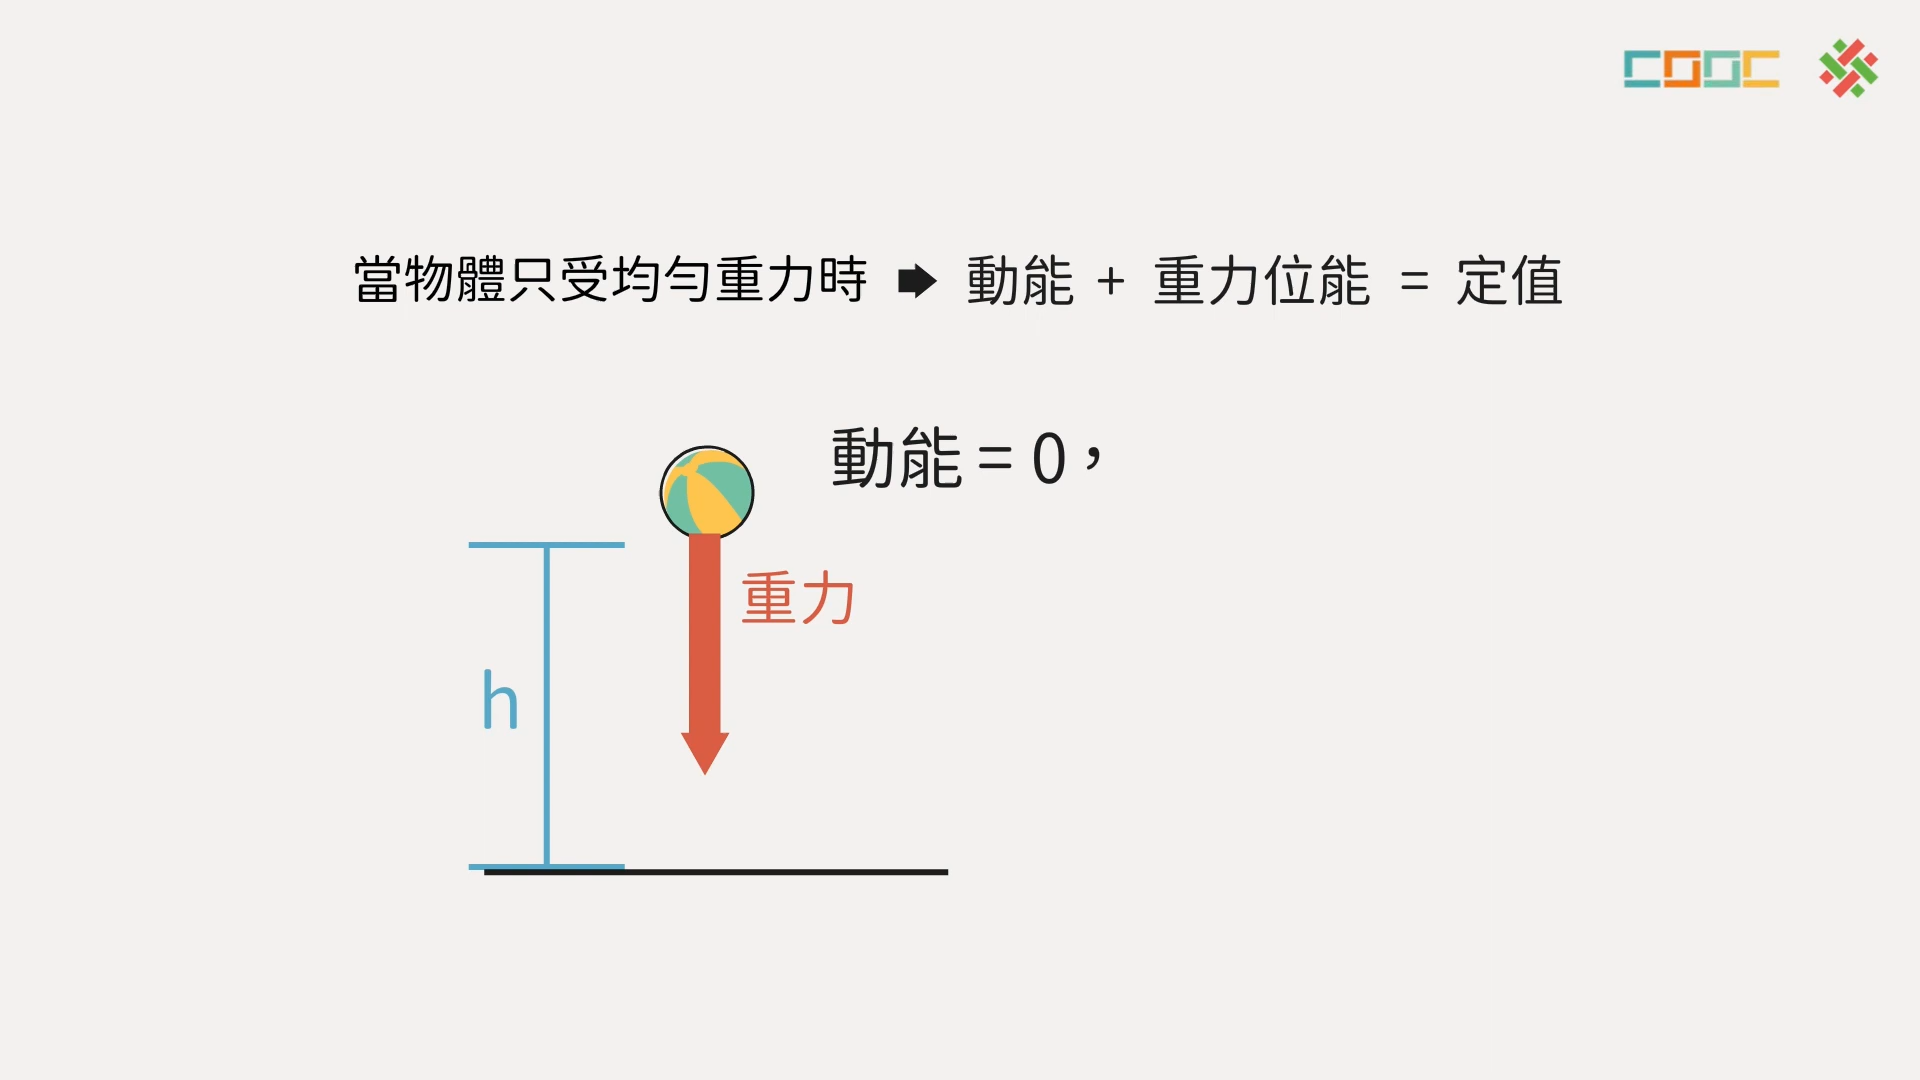 COOC
當物體只受均勻重力時 ➡ 動能 + 重力位能 = 定值
動能 = 0，
重力
h